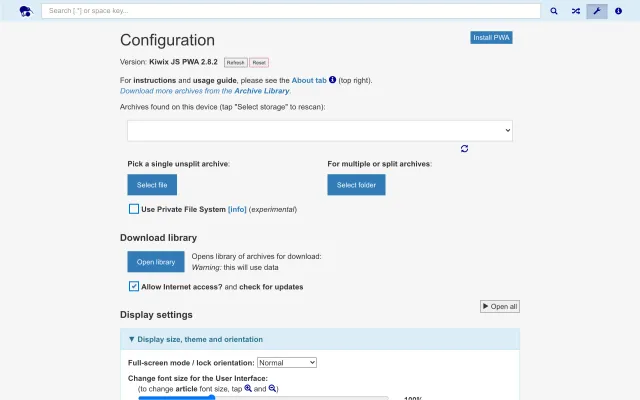 Search [.* or space key...
Configuration
Install PWA
Version: Kiwix JS PWA 2.8.2 Refresh Reset
For instructions and usage guide, please see the About tab (top right).
Download more archives from the Archive Library.
Archives found on this device (tap "Select storage" to rescan):
Pick a single unsplit archive:
For multiple or split archives:
Select file
Select folder
Use Private File System [info] (experimental)
Download library
Open library
Opens library of archives for download:
Warning: this will use data
Allow Internet access? and check for updates
▶ Open all
Display settings
▼ Display size, theme and orientation
Full-screen mode / lock orientation: Normal
Change font size for the User Interface:
(to change article font size, tap and )
100%